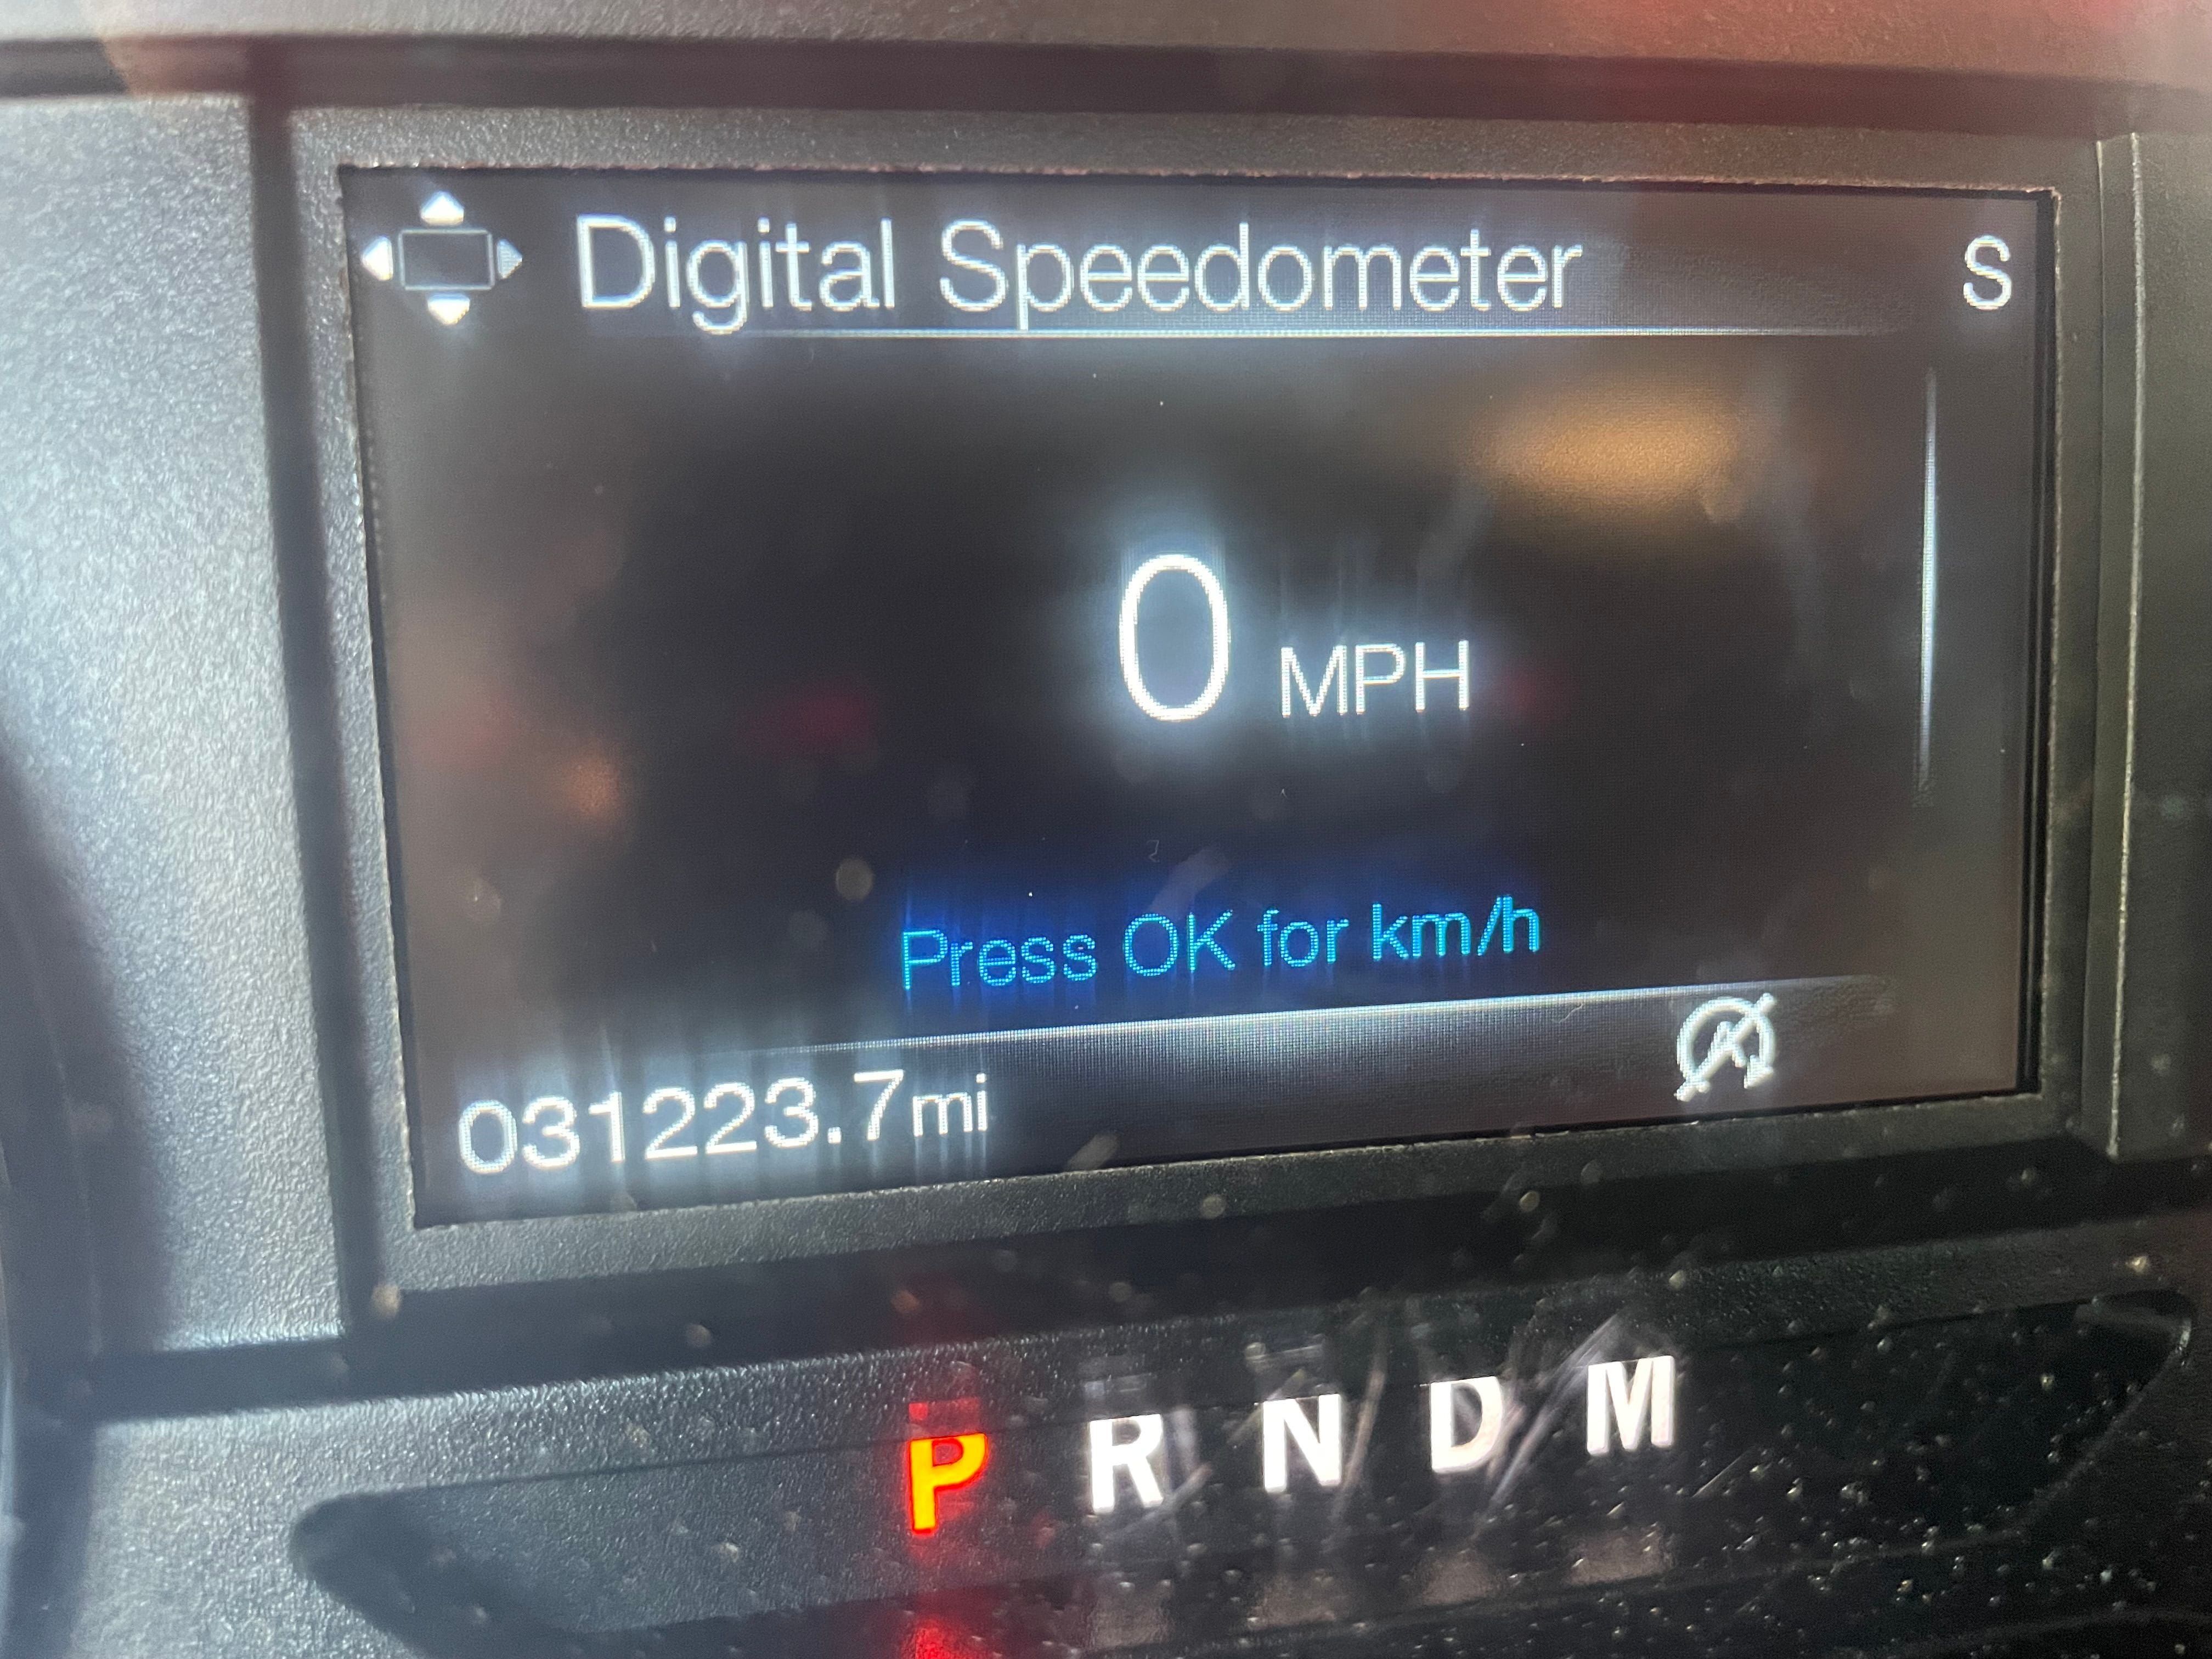 Digital Speedometer S
0 MPH
Press OK for km/h
031223.7mi
P R N D M